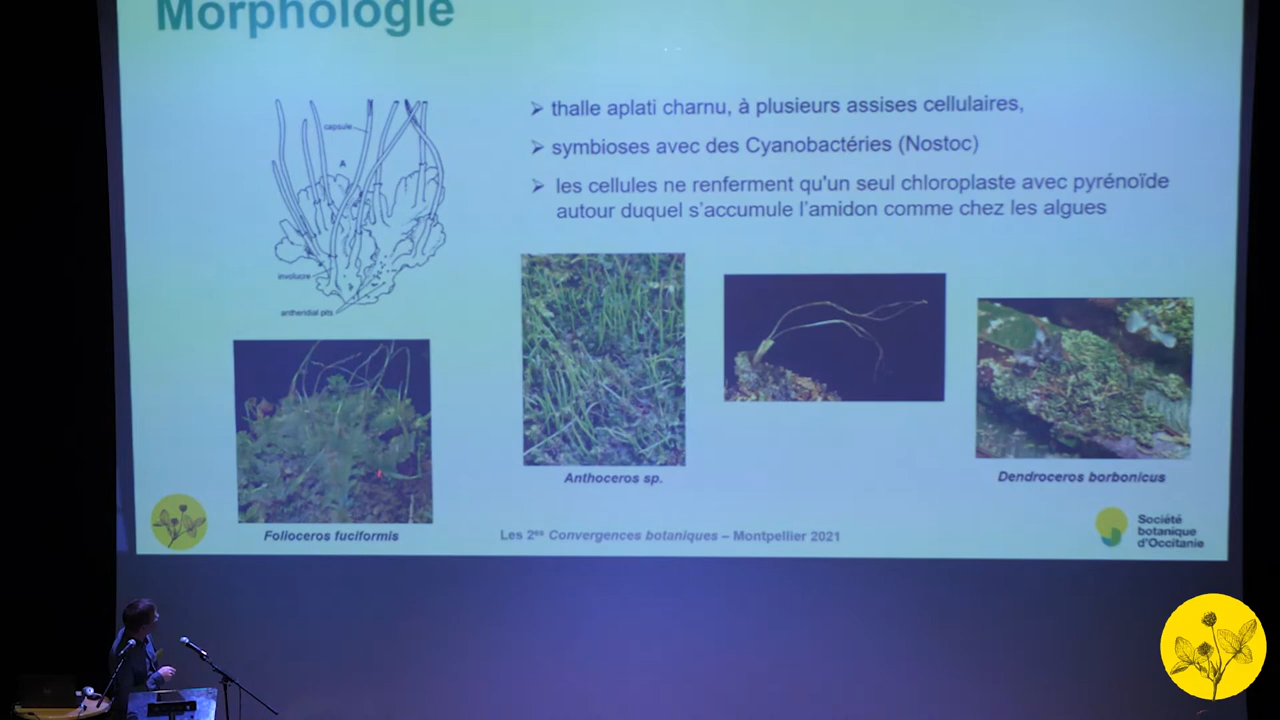 Morphologie
capsule
A
involucre
antheridial pits
➢ thalle aplati charnu, à plusieurs assises cellulaires,
➢ symbioses avec des Cyanobactéries (Nostoc)
➢ les cellules ne renferment qu'un seul chloroplaste avec pyrénoïde
autour duquel s'accumule l'amidon comme chez les algues
Anthoceros sp.
Dendroceros borbonicus
Folioceros fuciformis
Les 2es Convergences botaniques – Montpellier 2021
Société
botanique
d'Occitanie